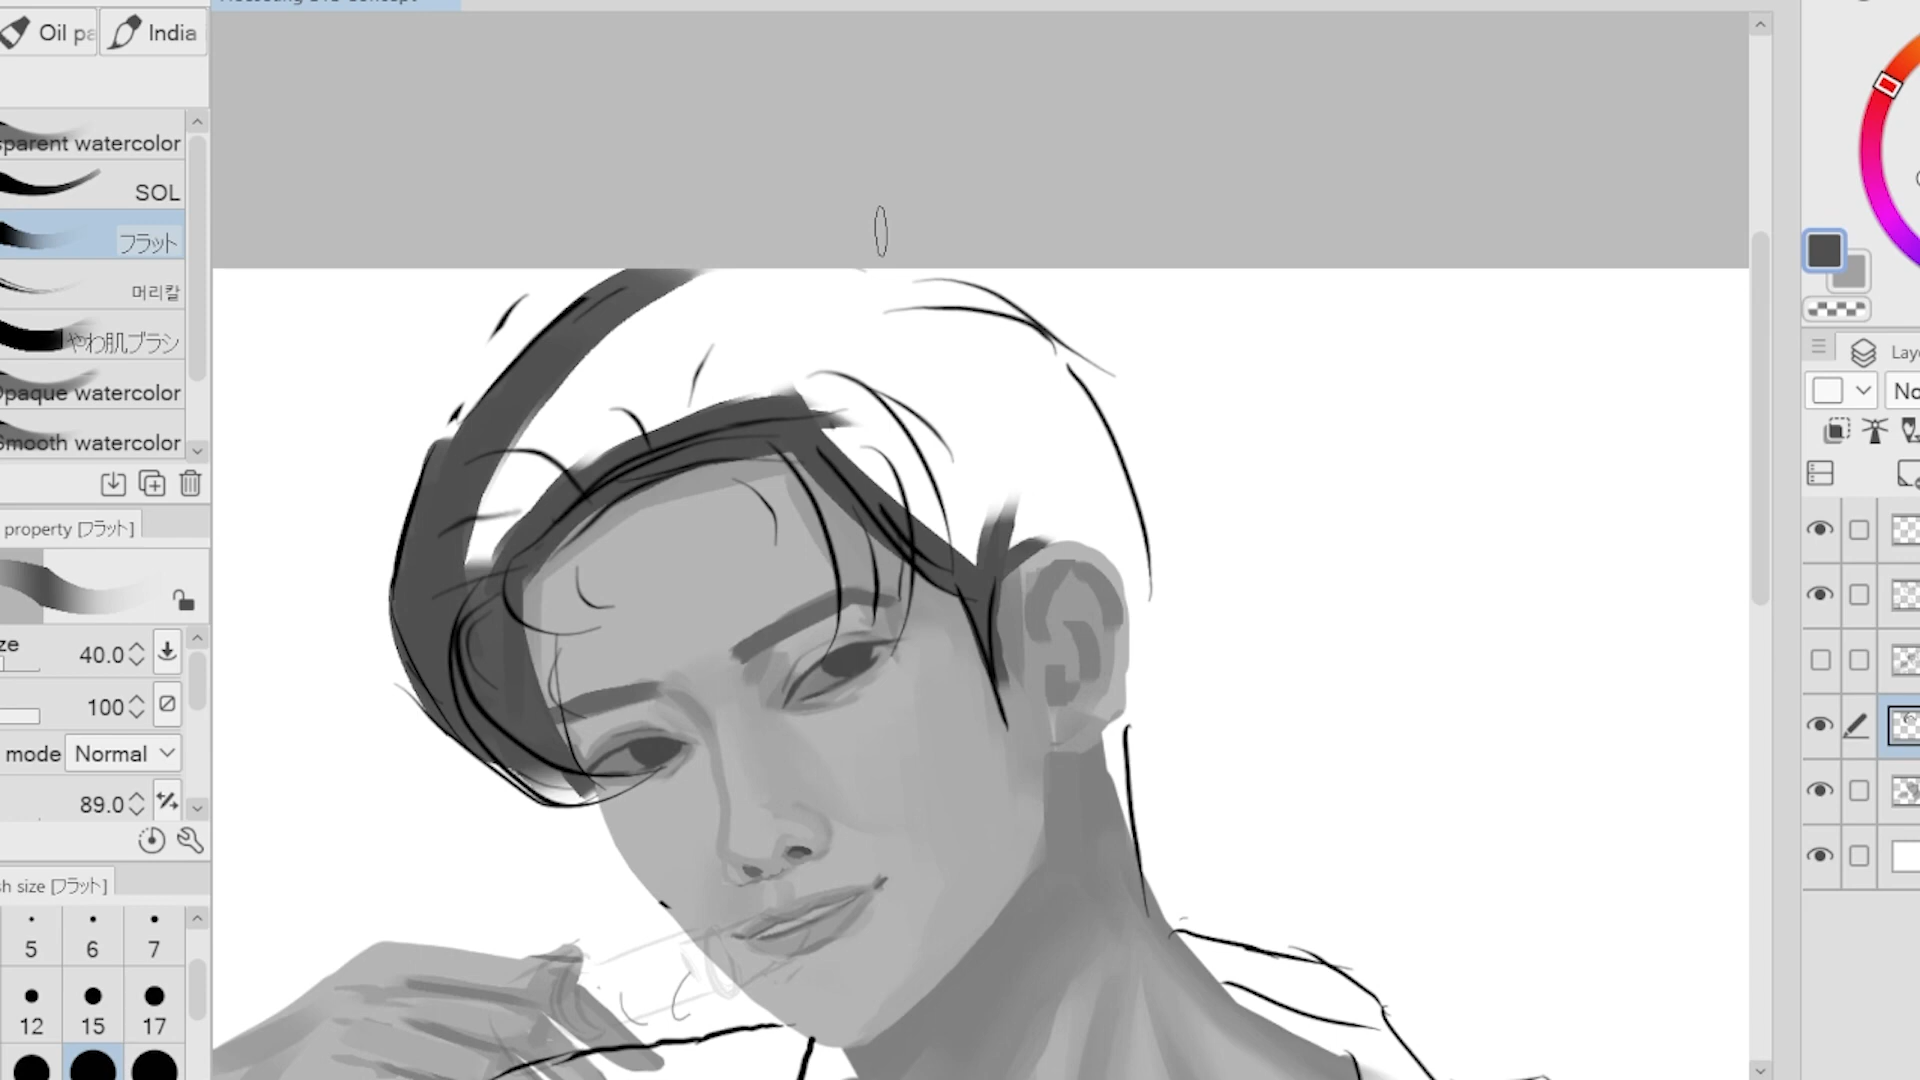 Oil pa
India
sparent watercolor
SOL
フラット
머리칼
やわ肌ブラシ
Opaque watercolor
Smooth watercolor
property [フラット]
ze
40.0
100
mode
Normal
89.0
sh size [フラット]
5
6
7
12
15
17
Lay
No